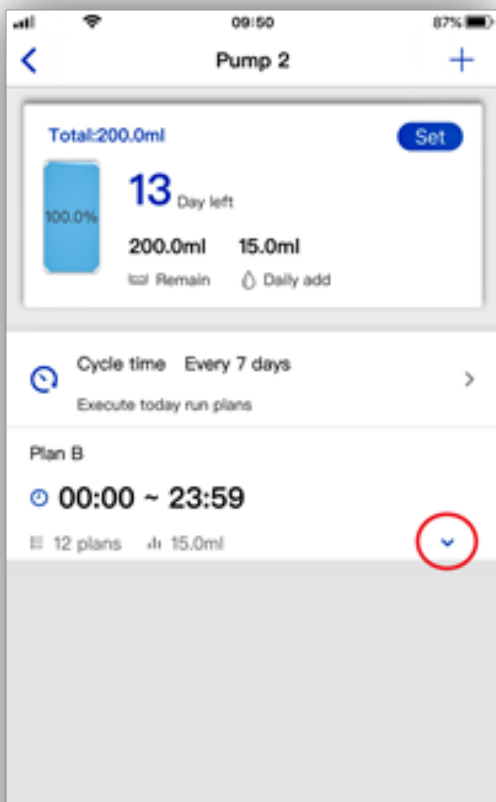 09:50 87%
Pump 2
Total:200.0ml Set
100.0%
13 Day left
200.0ml 15.0ml
Remain Daily add
Cycle time Every 7 days
Execute today run plans
Plan B
00:00 ~ 23:59
12 plans 15.0ml